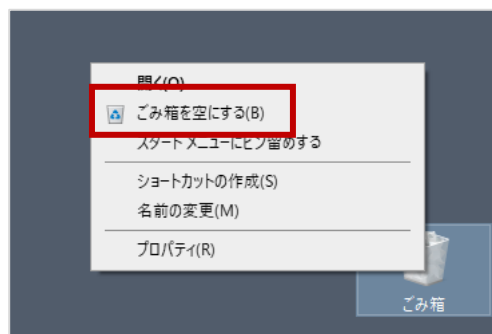 開く(O)
ごみ箱を空にする(B)
スタート メニューにピン留めする
ショートカットの作成(S)
名前の変更(M)
プロパティ(R)
ごみ箱